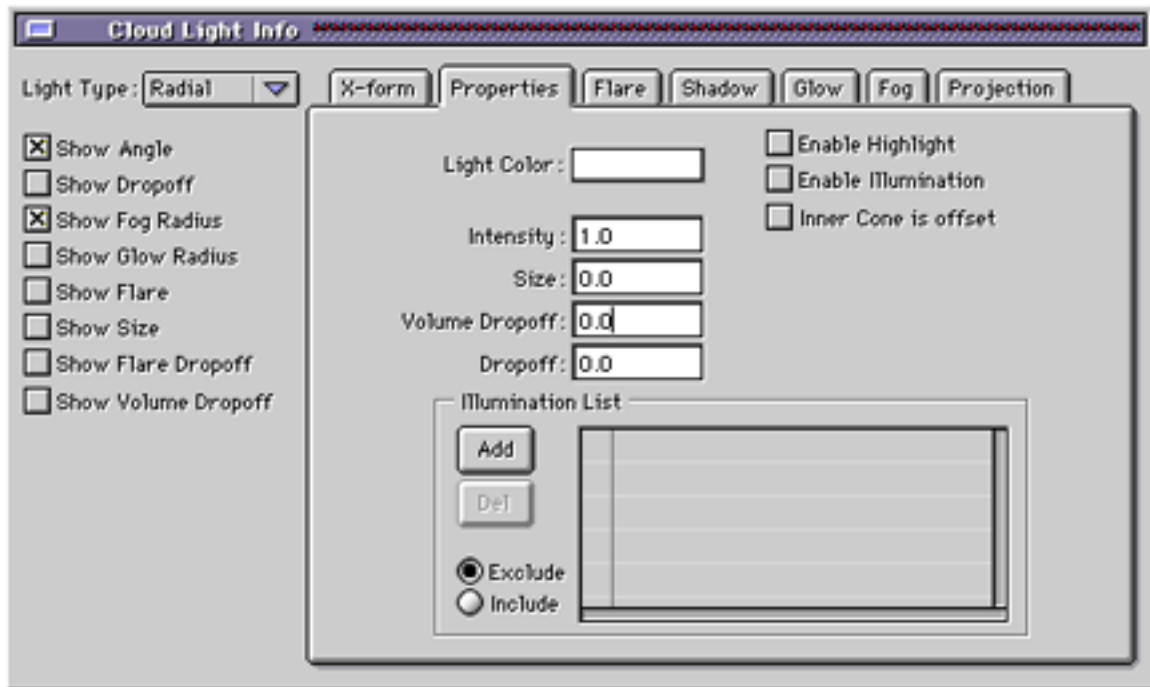 Cloud Light Info
Light Type: Radial
X-form Properties Flare Shadow Glow Fog Projection
Show Angle
Show Dropoff
Show Fog Radius
Show Glow Radius
Show Flare
Show Size
Show Flare Dropoff
Show Volume Dropoff
Light Color:
Intensity: 1.0
Size: 0.0
Volume Dropoff: 0.0
Dropoff: 0.0
Enable Highlight
Enable Illumination
Inner Cone is offset
Illumination List
Add
Del
Exclude
Include